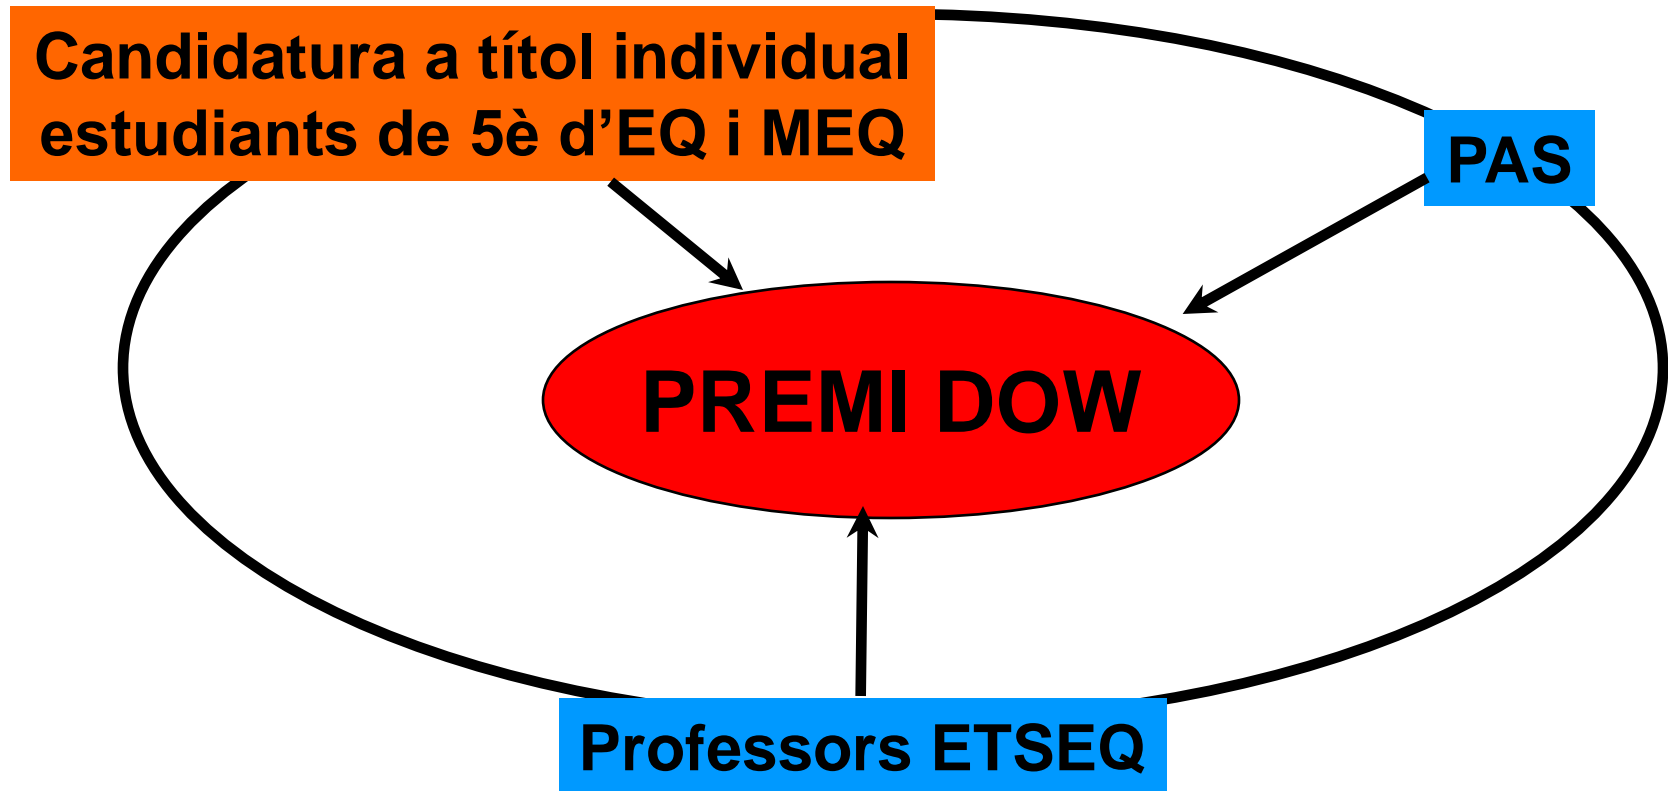 Candidatura a títol individual
estudiants de 5è d’EQ i MEQ
PAS
PREMI DOW
Professors ETSEQ